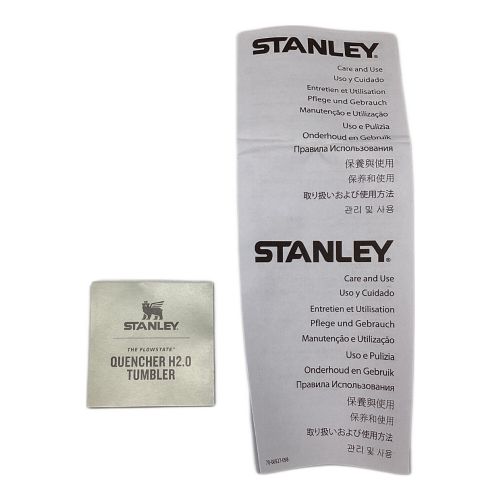 STANLEY
Care and Use
Uso y Cuidado
Entretien et Utilisation
Pflege und Gebrauch
Manutenção e Utilização
Uso e Pulizia
Onderhoud en Gebruik
Правила Использования
保養與使用
保养和使用
取り扱いおよび使用方法
관리 및 사용
STANLEY
Care and Use
Uso y Cuidado
Entretien et Utilisation
Pflege und Gebrauch
Manutenção e Utilização
Uso e Pulizia
Onderhoud en Gebruik
Правила Использования
保養與使用
保养和使用
取り扱いおよび使用方法
관리 및 사용
STANLEY
THE FLOWSTATE™
QUENCHER H2.0
TUMBLER